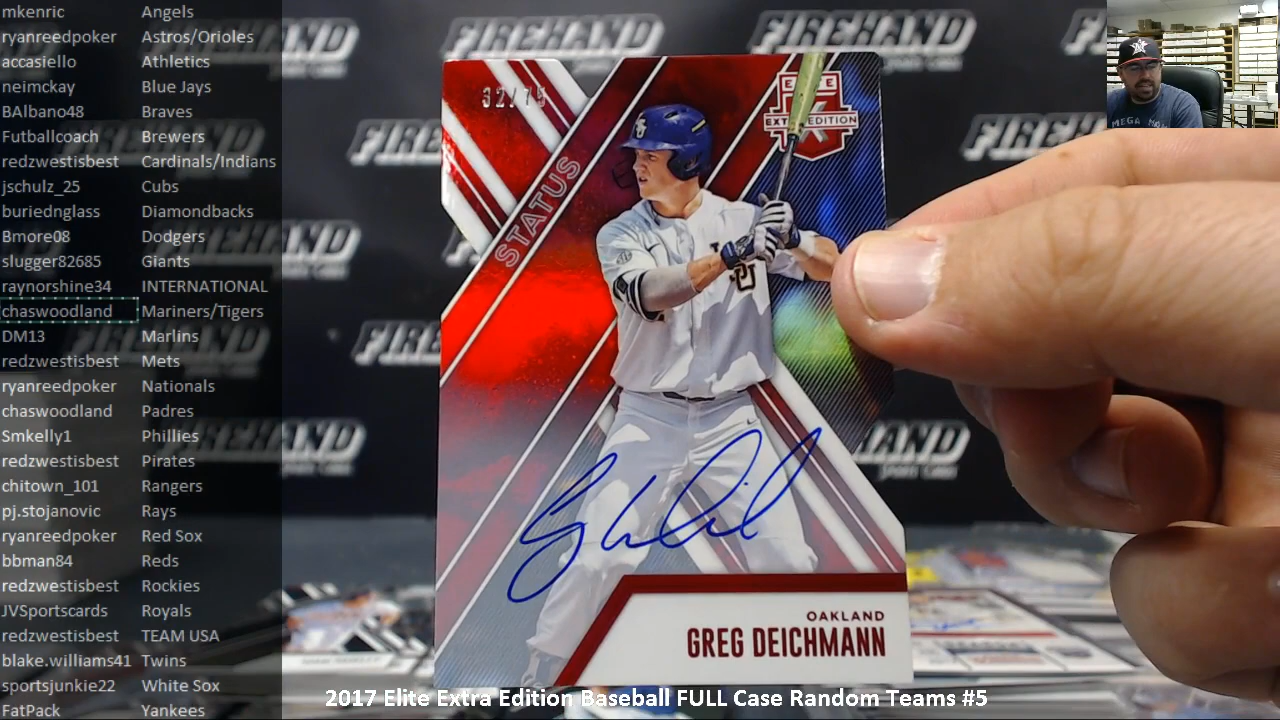 mkenric Angels
ryanreedpoker Astros/Orioles
accasiello Athletics
neimckay Blue Jays
BAlbano48 Braves
Futballcoach Brewers
redzwestisbest Cardinals/Indians
jschulz_25 Cubs
buriednglass Diamondbacks
Bmore08 Dodgers
slugger82685 Giants
raynorshine34 INTERNATIONAL
chaswoodland Mariners/Tigers
DM13 Marlins
redzwestisbest Mets
ryanreedpoker Nationals
chaswoodland Padres
Smkelly1 Phillies
redzwestisbest Pirates
chitown_101 Rangers
pj.stojanovic Rays
ryanreedpoker Red Sox
bbman84 Reds
redzwestisbest Rockies
JVSportscards Royals
redzwestisbest TEAM USA
blake.williams41 Twins
sportsjunkie22 White Sox
FatPack Yankees
FIREHAND
FIREHAND
32/75
ELITE
EXTRA EDITION
STATUS
OAKLAND
GREG DEICHMANN
2017 Elite Extra Edition Baseball FULL Case Random Teams #5